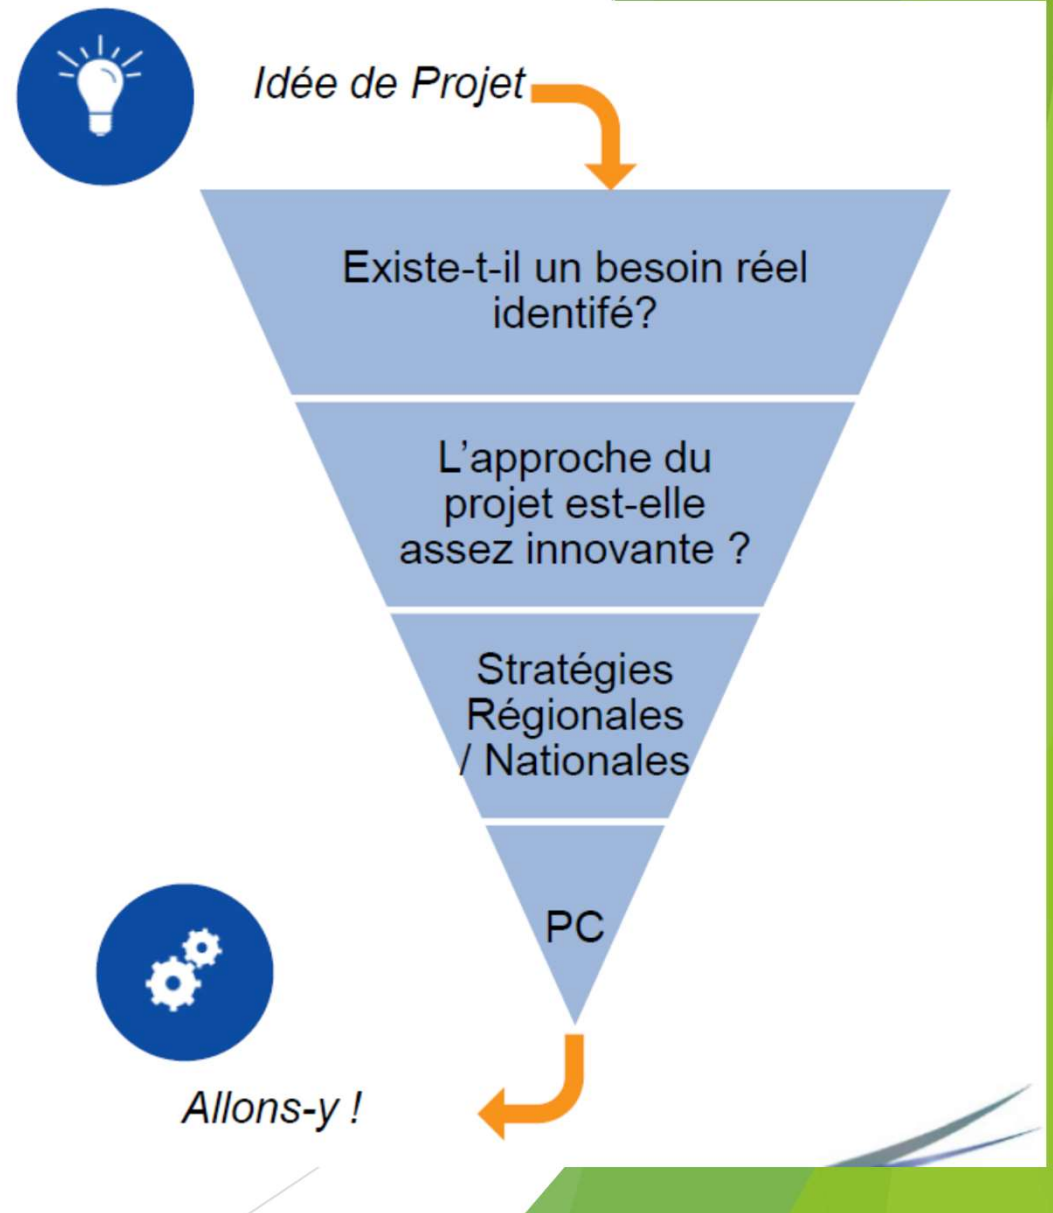 Idée de Projet
Existe-t-il un besoin réel
identifé?
L'approche du
projet est-elle
assez innovante ?
Stratégies
Régionales
/ Nationales
PC
Allons-y !